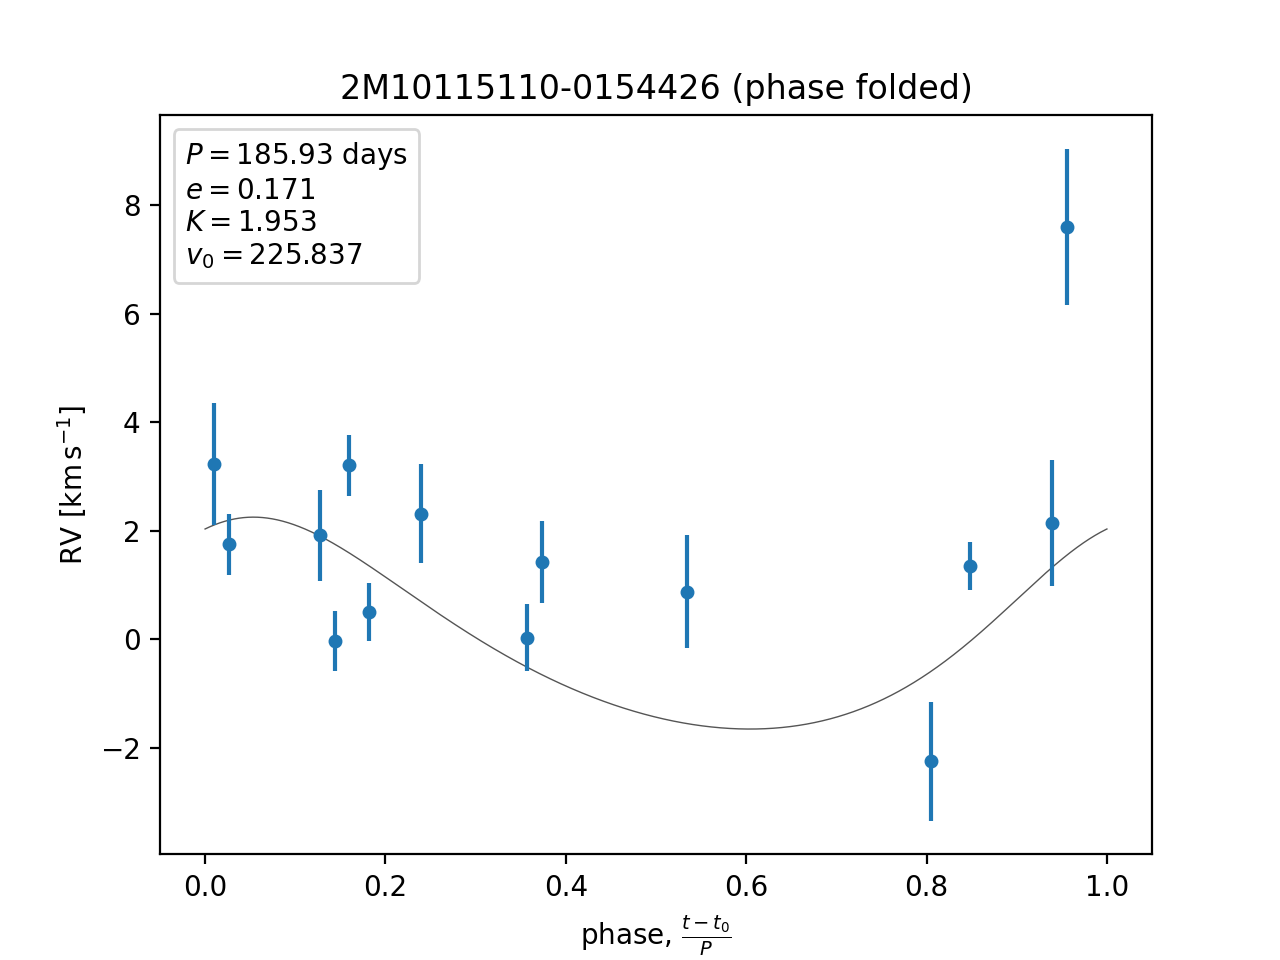 2M10115110-0154426 (phase folded)
P = 185.93 days
e = 0.171
K = 1.953
v₀ = 225.837
RV [km s⁻¹]
8
6
4
2
0
−2
0.0 0.2 0.4 0.6 0.8 1.0
phase, (t − t₀)/P